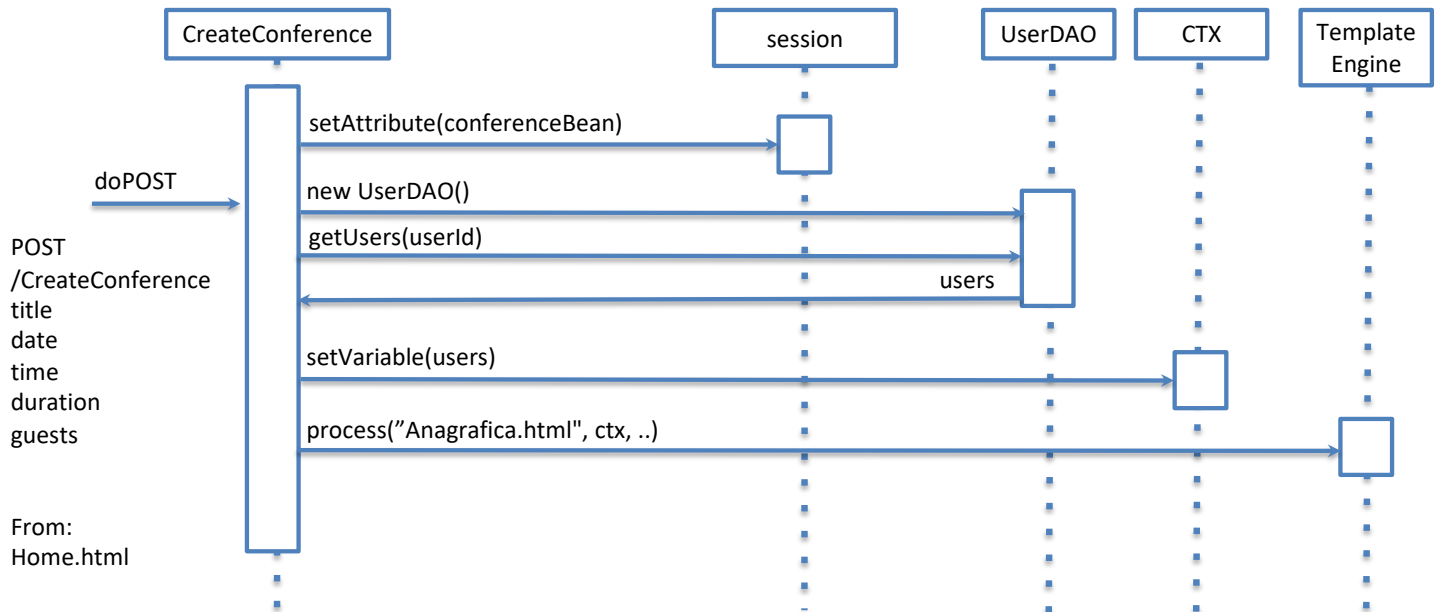 CreateConference
session
UserDAO
CTX
Template
Engine
setAttribute(conferenceBean)
doPOST
new UserDAO()
getUsers(userId)
users
POST
/CreateConference
title
date
time
duration
guests
setVariable(users)
process(”Anagrafica.html", ctx, ..)
From:
Home.html